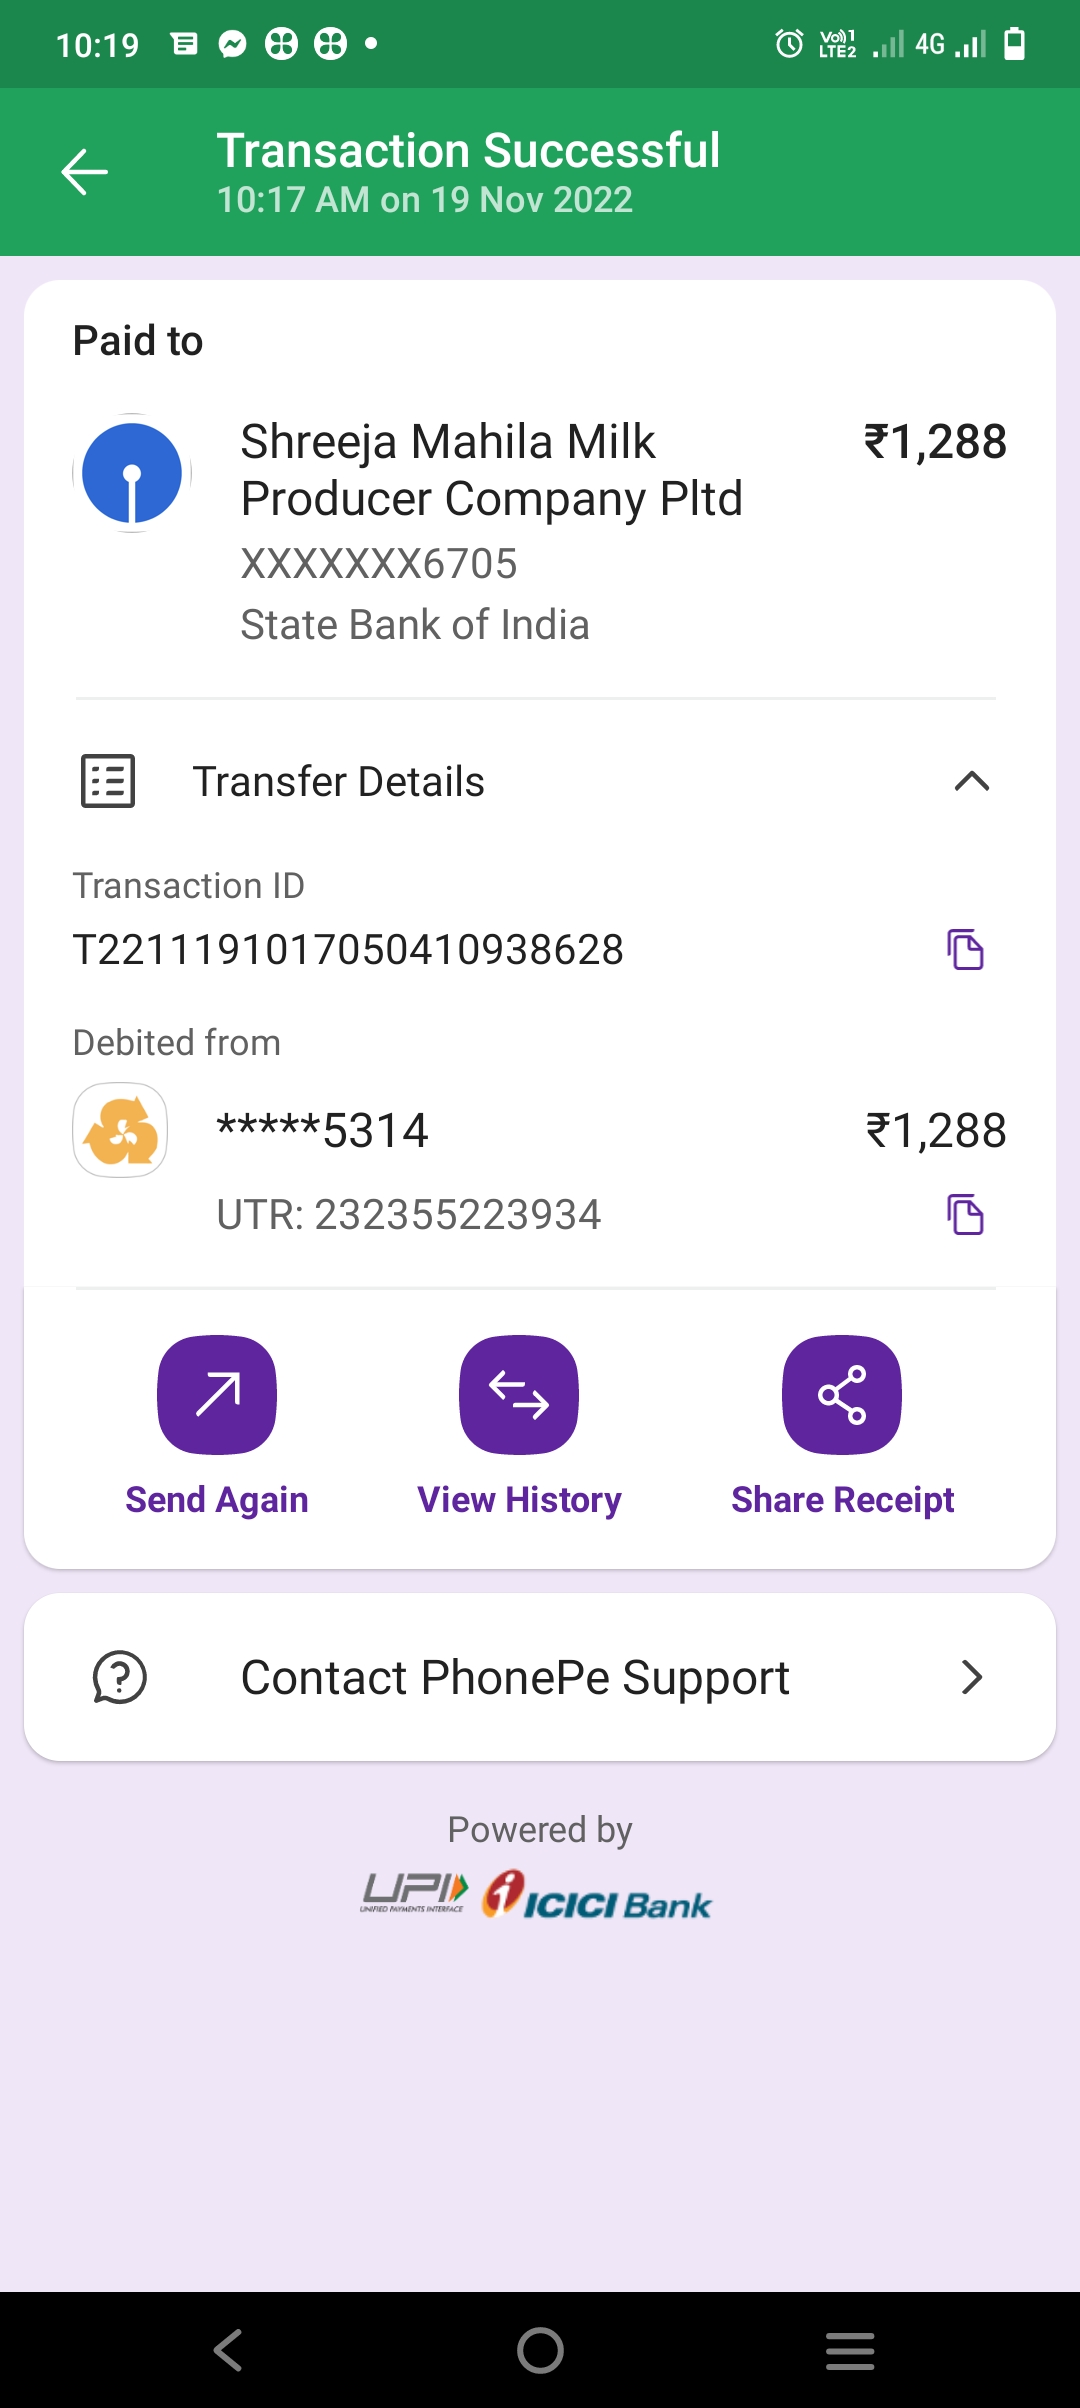 10:19
Vo))1
LTE2
4G
Transaction Successful
10:17 AM on 19 Nov 2022
Paid to
Shreeja Mahila Milk
Producer Company Pltd
₹1,288
XXXXXXX6705
State Bank of India
Transfer Details
Transaction ID
T2211191017050410938628
Debited from
*****5314
₹1,288
UTR: 232355223934
Send Again
View History
Share Receipt
Contact PhonePe Support
Powered by
UPI
UNIFIED PAYMENTS INTERFACE
ICICI Bank